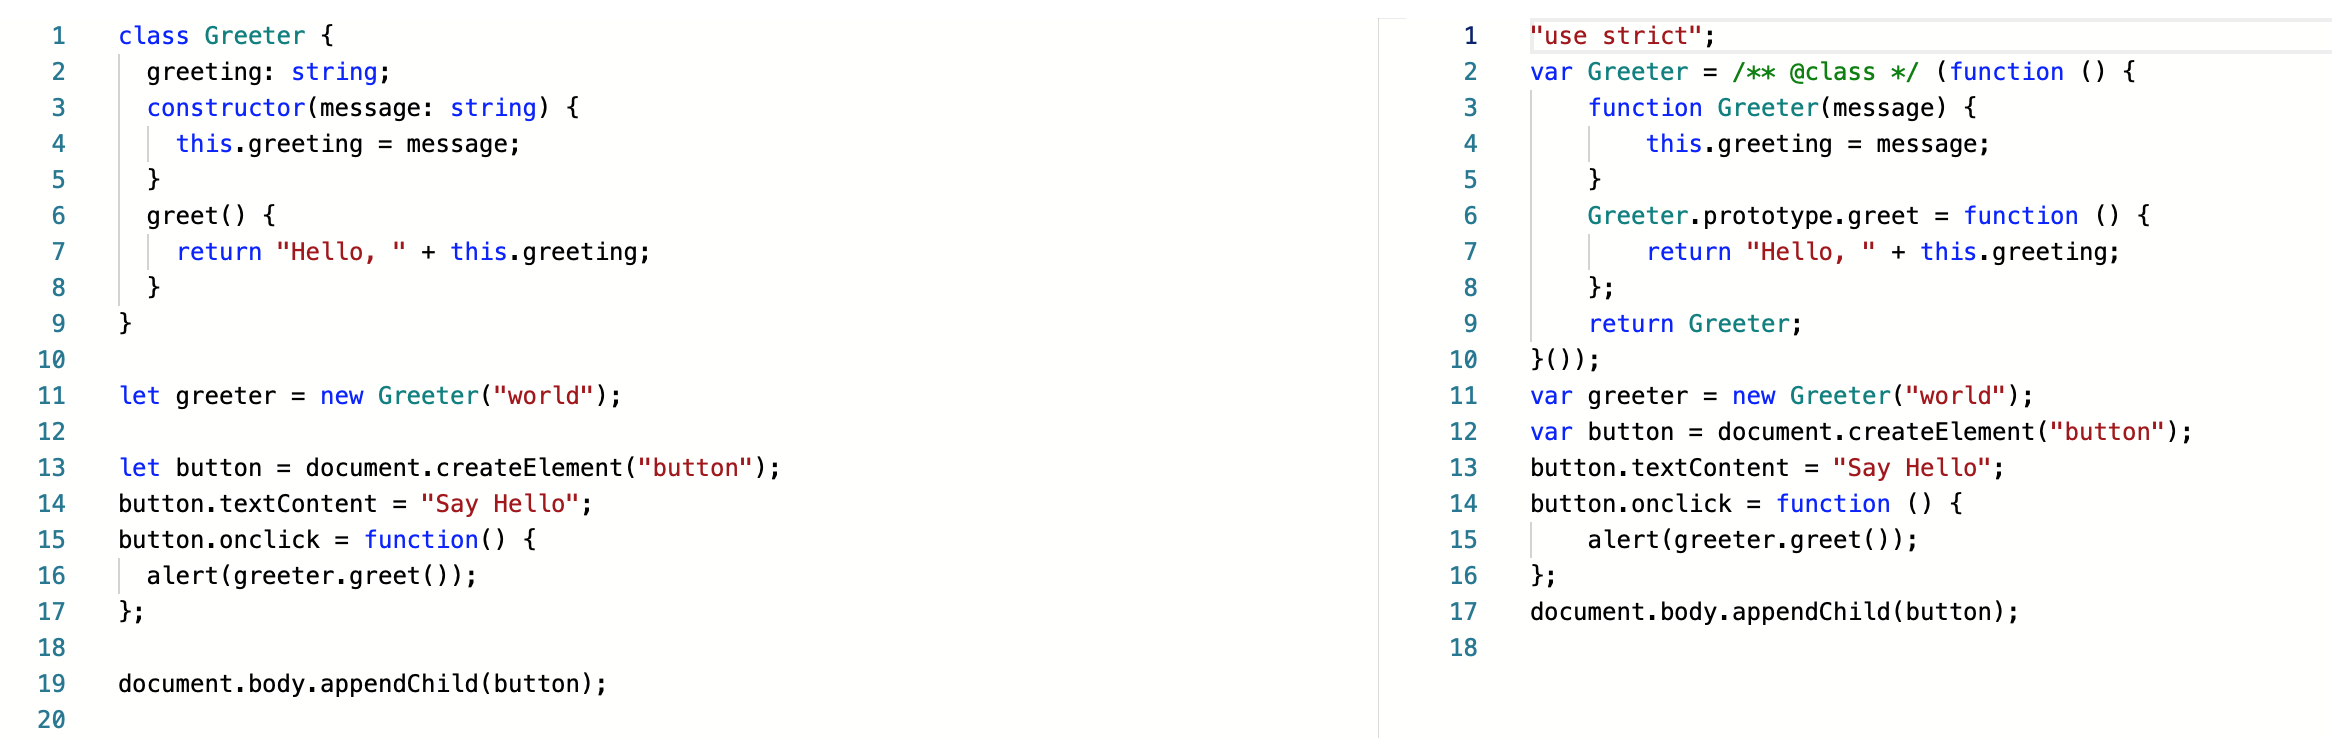 1 class Greeter {
2   greeting: string;
3   constructor(message: string) {
4     this.greeting = message;
5   }
6   greet() {
7     return "Hello, " + this.greeting;
8   }
9 }
10
11 let greeter = new Greeter("world");
12
13 let button = document.createElement("button");
14 button.textContent = "Say Hello";
15 button.onclick = function() {
16   alert(greeter.greet());
17 };
18
19 document.body.appendChild(button);
20
1 "use strict";
2 var Greeter = /** @class */ (function () {
3     function Greeter(message) {
4         this.greeting = message;
5     }
6     Greeter.prototype.greet = function () {
7         return "Hello, " + this.greeting;
8     };
9     return Greeter;
10 }());
11 var greeter = new Greeter("world");
12 var button = document.createElement("button");
13 button.textContent = "Say Hello";
14 button.onclick = function () {
15     alert(greeter.greet());
16 };
17 document.body.appendChild(button);
18